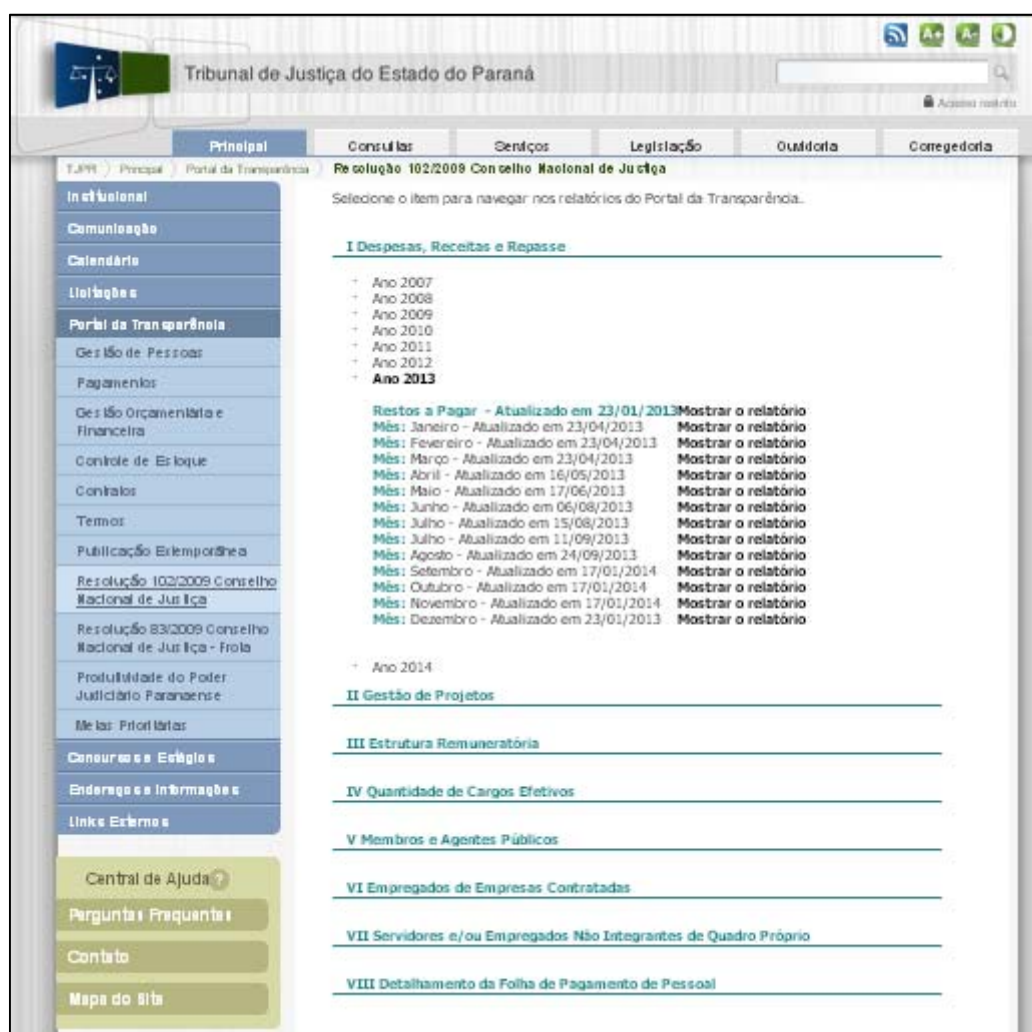 A+ A-
Tribunal de Justiça do Estado do Paraná
Acesso restrito
Principal Consultas Serviços Legislação Ouvidoria Corregedoria
TJPR Principal Portal da Transparência Resolução 102/2009 Conselho Nacional de Justiça
Institucional
Comunicação
Calendário
Licitações
Portal da Transparência
Gestão de Pessoas
Pagamentos
Gestão Orçamentária e
Financeira
Controle de Estoque
Contratos
Termos
Publicação Extemporânea
Resolução 102/2009 Conselho
Nacional de Justiça
Resolução 83/2009 Conselho
Nacional de Justiça - Frota
Produtividade do Poder
Judiciário Paranaense
Metas Prioritárias
Concursos e Estágios
Endereços e Informações
Links Externos
Central de Ajuda ?
Perguntas Frequentes
Contato
Mapa do Site
Selecione o item para navegar nos relatórios do Portal da Transparência.
I Despesas, Receitas e Repasse
Ano 2007
Ano 2008
Ano 2009
Ano 2010
Ano 2011
Ano 2012
Ano 2013
Restos a Pagar - Atualizado em 23/01/2013 Mostrar o relatório
Mês: Janeiro - Atualizado em 23/04/2013 Mostrar o relatório
Mês: Fevereiro - Atualizado em 23/04/2013 Mostrar o relatório
Mês: Março - Atualizado em 23/04/2013 Mostrar o relatório
Mês: Abril - Atualizado em 16/05/2013 Mostrar o relatório
Mês: Maio - Atualizado em 17/06/2013 Mostrar o relatório
Mês: Junho - Atualizado em 06/08/2013 Mostrar o relatório
Mês: Julho - Atualizado em 15/08/2013 Mostrar o relatório
Mês: Julho - Atualizado em 11/09/2013 Mostrar o relatório
Mês: Agosto - Atualizado em 24/09/2013 Mostrar o relatório
Mês: Setembro - Atualizado em 17/01/2014 Mostrar o relatório
Mês: Outubro - Atualizado em 17/01/2014 Mostrar o relatório
Mês: Novembro - Atualizado em 17/01/2014 Mostrar o relatório
Mês: Dezembro - Atualizado em 23/01/2013 Mostrar o relatório
Ano 2014
II Gestão de Projetos
III Estrutura Remuneratória
IV Quantidade de Cargos Efetivos
V Membros e Agentes Públicos
VI Empregados de Empresas Contratadas
VII Servidores e/ou Empregados Não Integrantes de Quadro Próprio
VIII Detalhamento da Folha de Pagamento de Pessoal